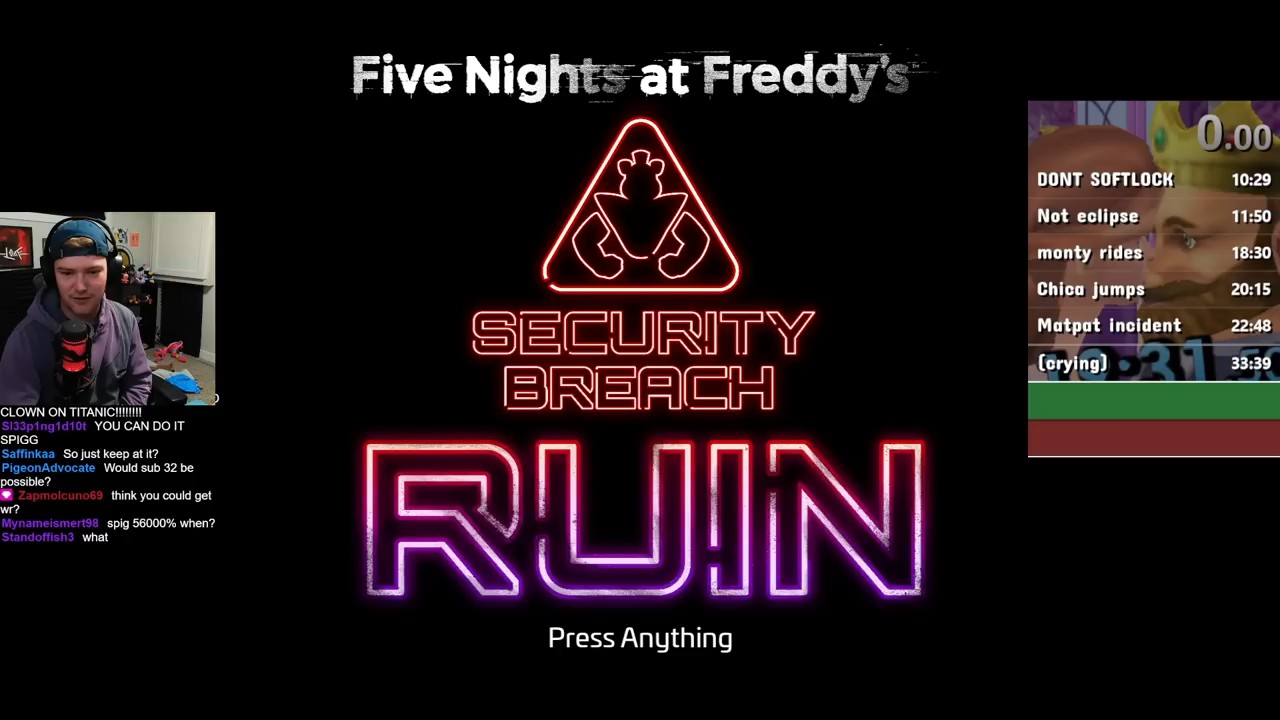 Five Nights at Freddy's
SECURITY
BREACH
RUIN
Press Anything
CLOWN ON TITANIC!!!!!!!!
Sl33p1ng1d10t YOU CAN DO IT
SPIGG
Saffinkaa So just keep at it?
PigeonAdvocate Would sub 32 be
possible?
Zapmolcuno69 think you could get
wr?
Mynameismert98 spig 56000% when?
Standoffish3 what
0.00
DONT SOFTLOCK 10:29
Not eclipse 11:50
monty rides 18:30
Chica jumps 20:15
Matpat incident 22:48
(crying) 33:39